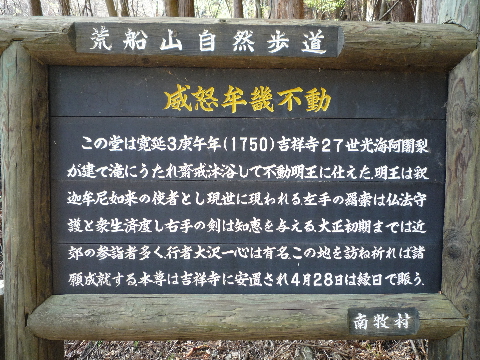 荒船山自然歩道
威怒牟畿不動
この堂は寛延3庚午年(1750)吉祥寺27世光海阿闍梨
が建て滝にうたれ斉戒沐浴して不動明王に仕えた.明王は釈
迦牟尼如来の使者とし現世に現われる左手の羂索は仏法守
護と衆生済度し右手の剣は知恵を与える.大正初期までは近
郊の参詣者多く.行者大沢一心は有名.この地を訪ね祈れば諸
願成就する.本尊は吉祥寺に安置され4月28日は縁日で賑う.
南牧村